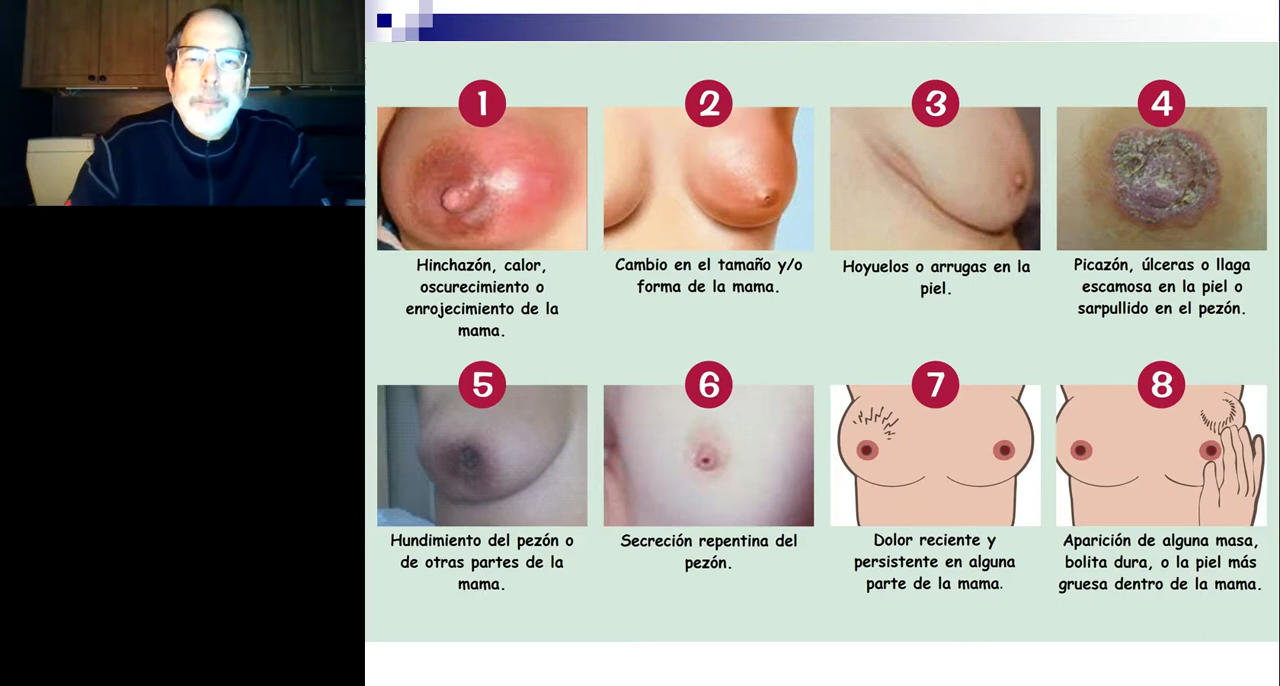 1
2
3
4
Hinchazón, calor,
oscurecimiento o
enrojecimiento de la
mama.
Cambio en el tamaño y/o
forma de la mama.
Hoyuelos o arrugas en la
piel.
Picazón, úlceras o llaga
escamosa en la piel o
sarpullido en el pezón.
5
6
7
8
Hundimiento del pezón o
de otras partes de la
mama.
Secreción repentina del
pezón.
Dolor reciente y
persistente en alguna
parte de la mama.
Aparición de alguna masa,
bolita dura, o la piel más
gruesa dentro de la mama.